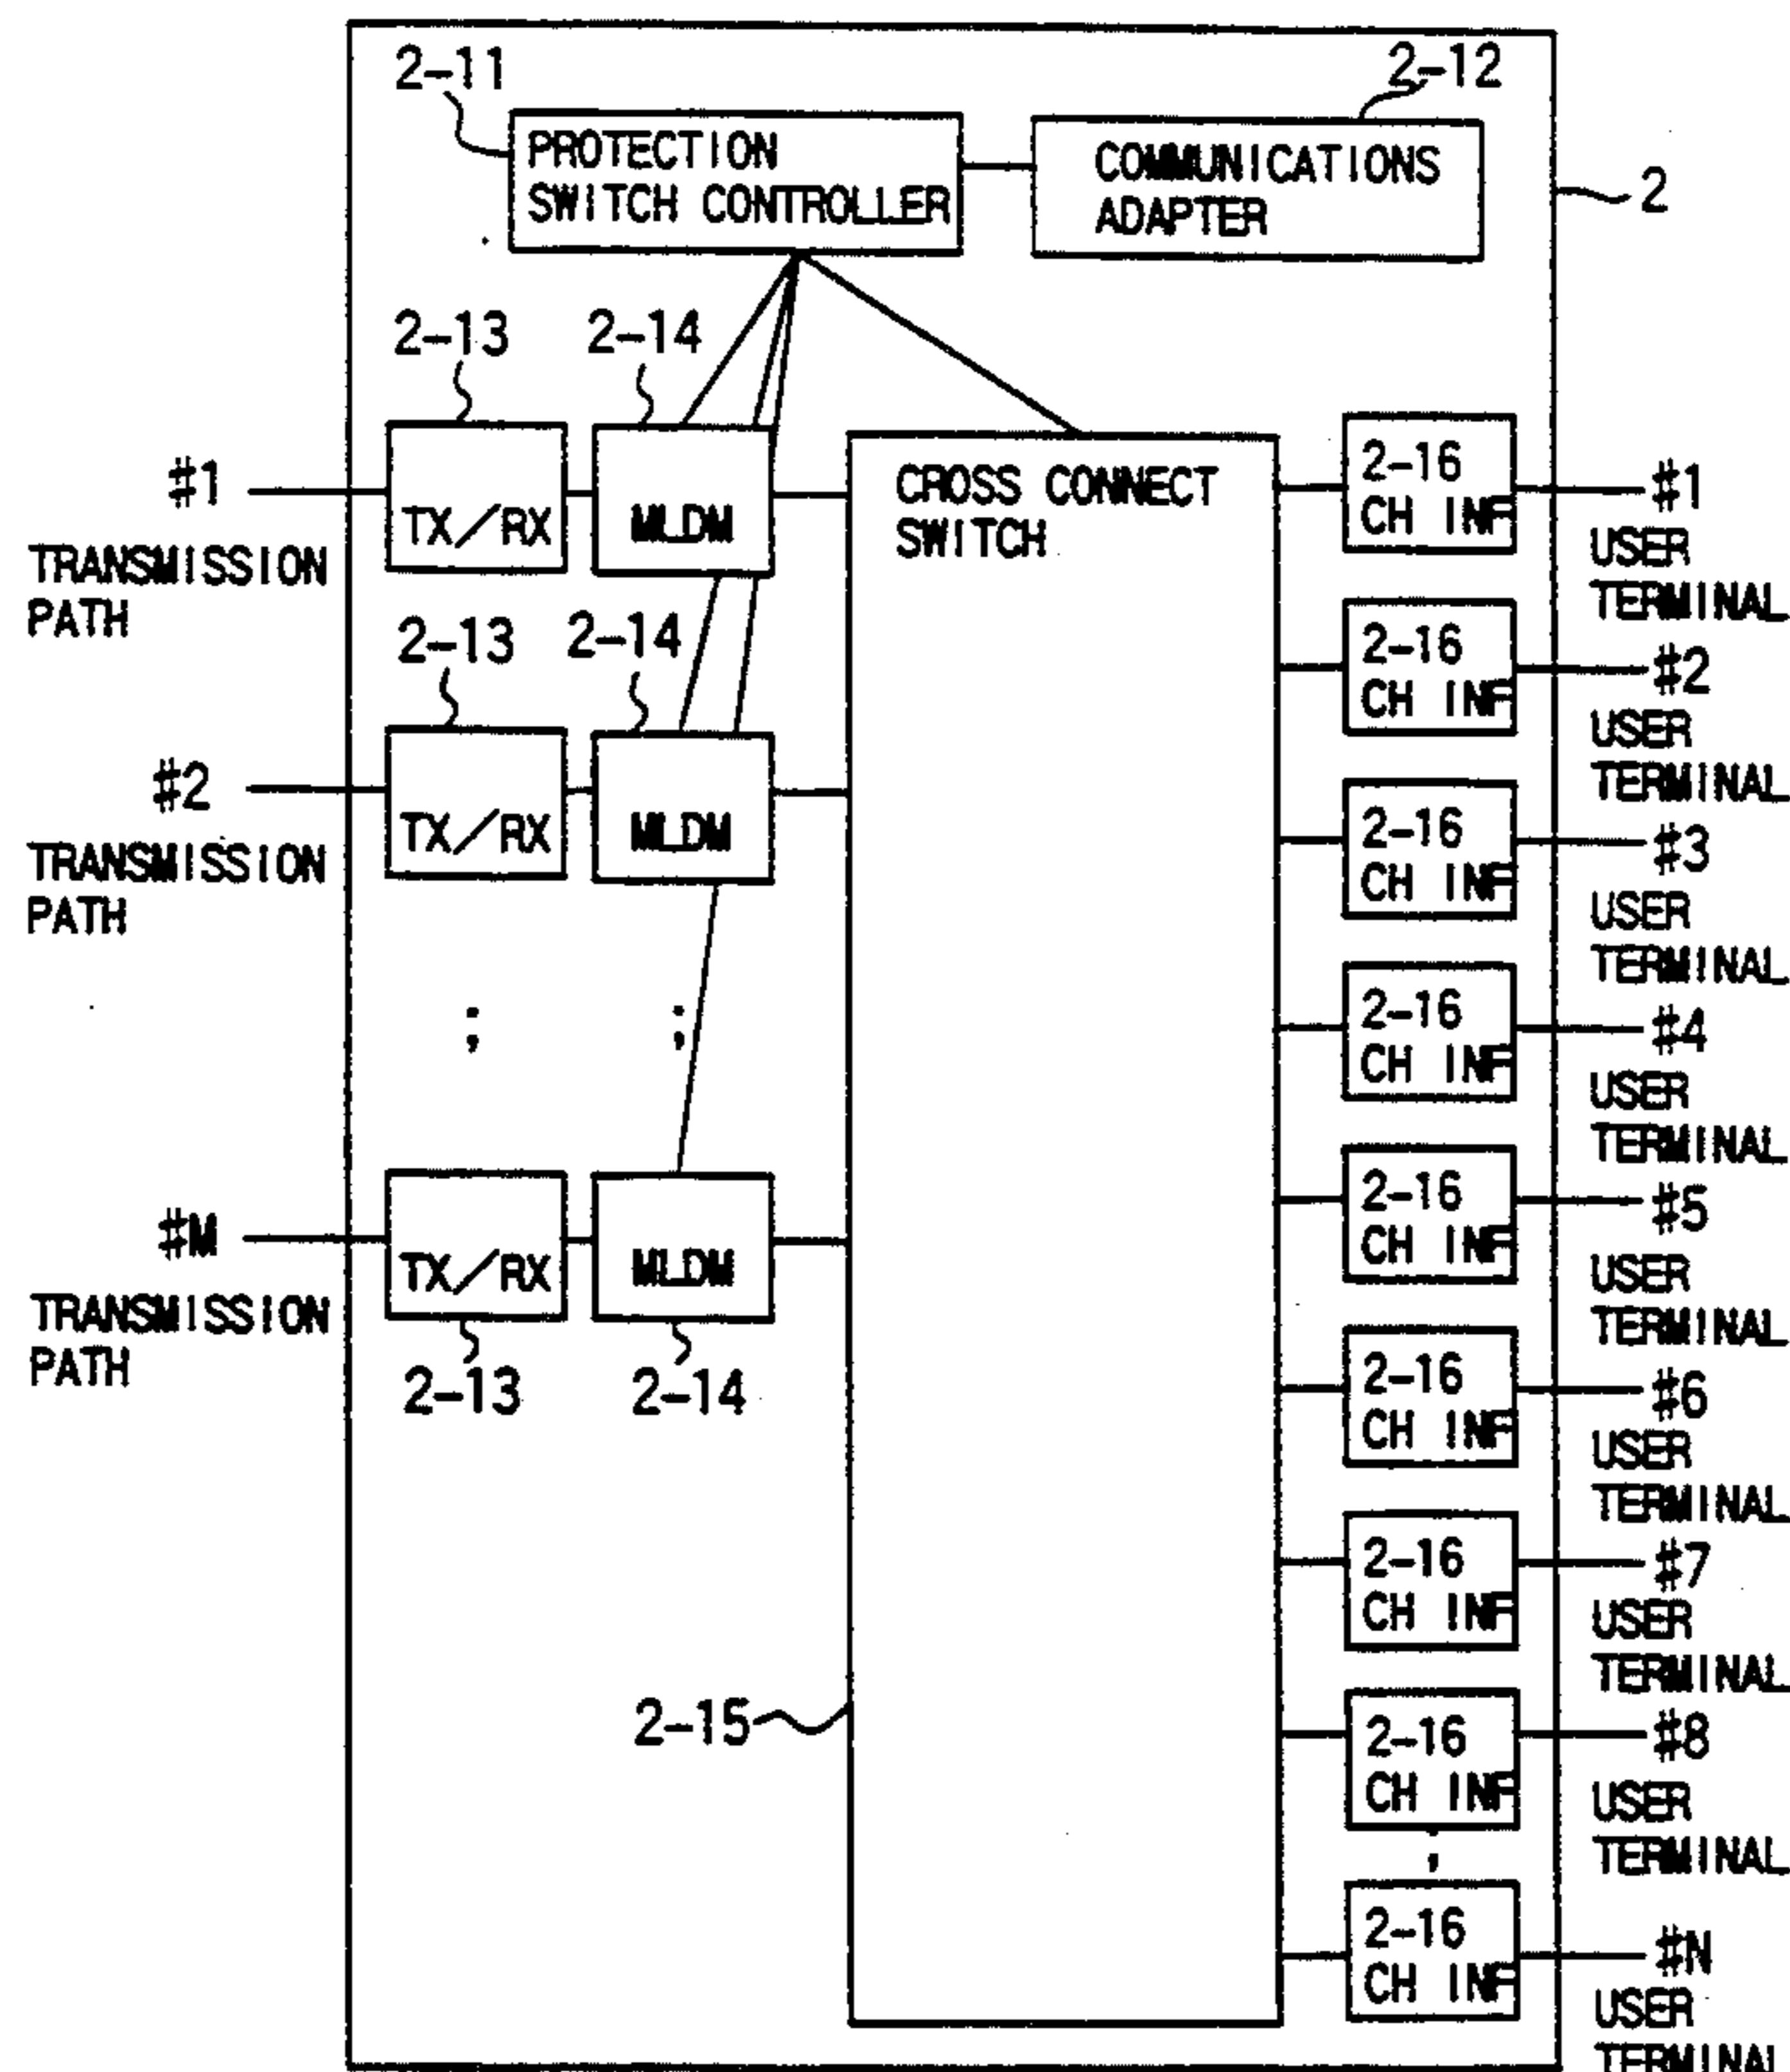 2-11
2-12
PROTECTION
SWITCH CONTROLLER
COMMUNICATIONS
ADAPTER
2
2-13
2-14
#1
TRANSMISSION
PATH
TX/RX
MLDM
CROSS CONNECT
SWITCH
2-16
CH INF
#1
USER
TERMINAL
2-13
2-14
2-16
CH INF
#2
USER
TERMINAL
#2
TRANSMISSION
PATH
TX/RX
MLDM
2-16
CH INF
#3
USER
TERMINAL
;
;
2-16
CH INF
#4
USER
TERMINAL
#M
TRANSMISSION
PATH
TX/RX
MLDM
2-13
2-14
2-16
CH INF
#5
USER
TERMINAL
2-16
CH INF
#6
USER
TERMINAL
2-16
CH INF
#7
USER
TERMINAL
2-15
2-16
CH INF
#8
USER
TERMINAL
;
2-16
CH INF
#N
USER
TERMINAL